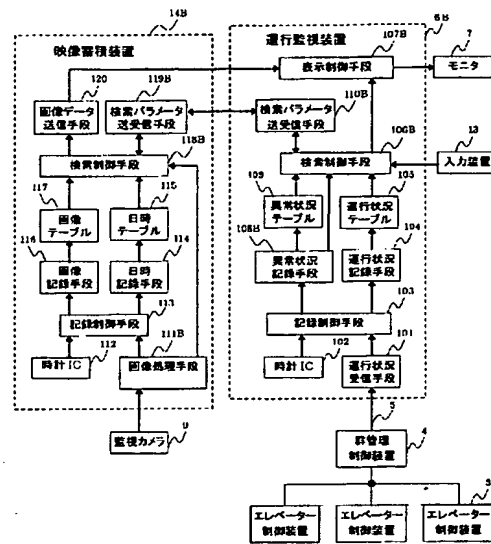 14B
映像蓄積装置
120
119B
画像データ
送信手段
検索パラメータ
送受信手段
118B
検索制御手段
117
115
画像
テーブル
日時
テーブル
116
114
画像
記録手段
日時
記録手段
113
記録制御手段
111B
時計IC
112
画像処理手段
監視カメラ
9
6B
運行監視装置
107B
表示制御手段
7
モニタ
検索パラメータ
送受信手段
110B
106B
検索制御手段
13
入力装置
109
105
異常状況
テーブル
運行状況
テーブル
108B
104
異常状況
記録手段
運行状況
記録手段
103
記録制御手段
101
時計IC
102
運行状況
受信手段
5
4
群管理
制御装置
3
エレベーター
制御装置
エレベーター
制御装置
エレベーター
制御装置